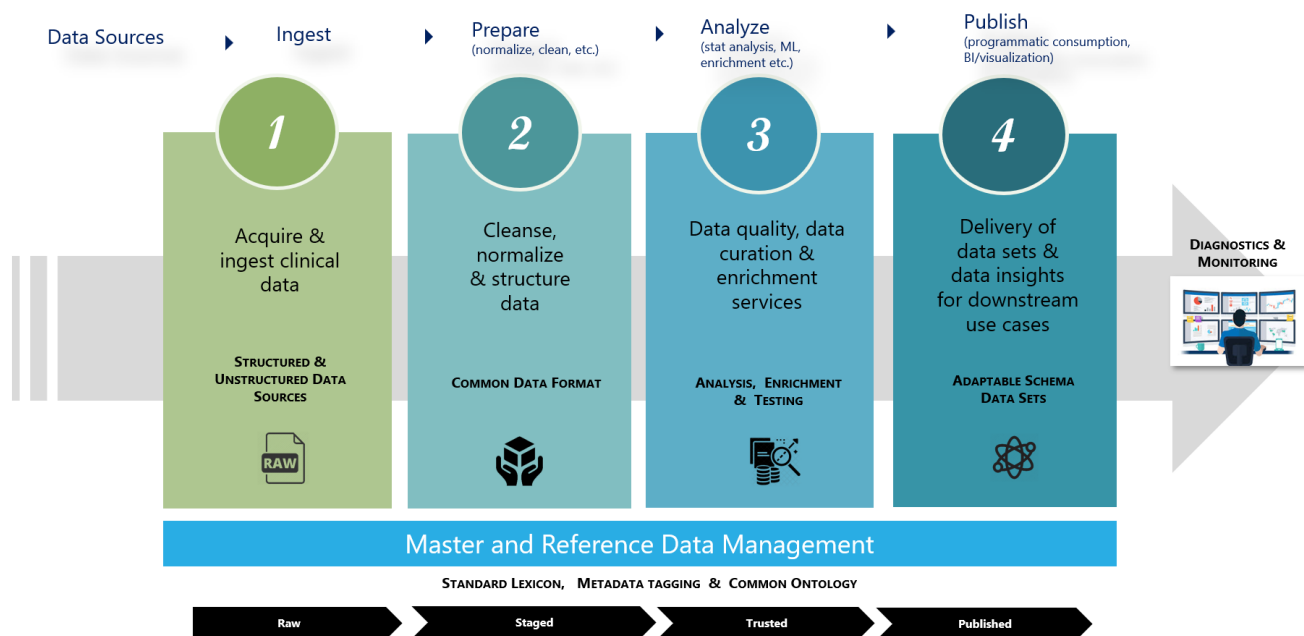 Data Sources
Ingest
Prepare
(normalize, clean, etc.)
Analyze
(stat analysis, ML,
enrichment etc.)
Publish
(programmatic consumption,
BI/visualization)
1
2
3
4
Acquire &
ingest clinical
data
Cleanse,
normalize
& structure
data
Data quality, data
curation &
enrichment
services
Delivery of
data sets &
data insights
for downstream
use cases
DIAGNOSTICS &
MONITORING
STRUCTURED &
UNSTRUCTURED DATA
SOURCES
COMMON DATA FORMAT
ANALYSIS, ENRICHMENT
& TESTING
ADAPTABLE SCHEMA
DATA SETS
RAW
Master and Reference Data Management
STANDARD LEXICON, METADATA TAGGING & COMMON ONTOLOGY
Raw
Staged
Trusted
Published